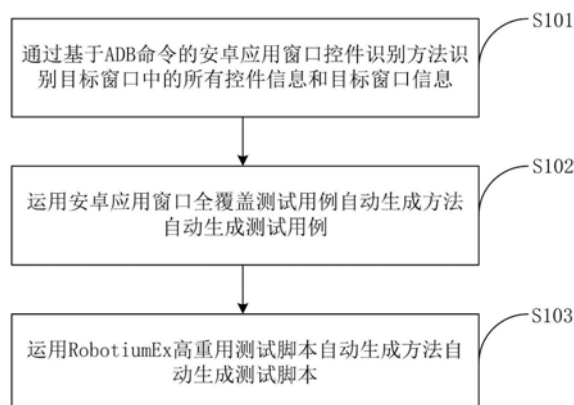 S101
通过基于ADB命令的安卓应用窗口控件识别方法识
别目标窗口中的所有控件信息和目标窗口信息
S102
运用安卓应用窗口全覆盖测试用例自动生成方法
自动生成测试用例
S103
运用RobotiumEx高重用测试脚本自动生成方法自
动生成测试脚本